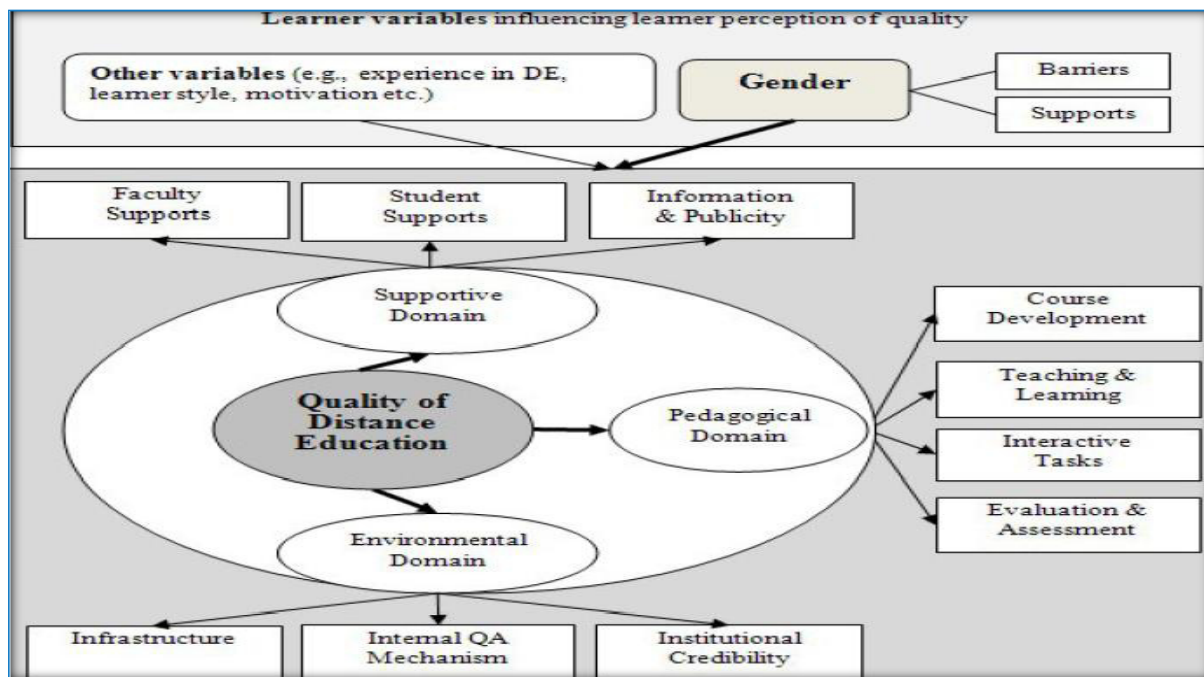 Learner variables influencing learner perception of quality
Other variables (e.g., experience in DE,
learner style, motivation etc.)
Gender
Barriers
Supports
Faculty
Supports
Student
Supports
Information
& Publicity
Supportive
Domain
Course
Development
Teaching &
Learning
Quality of
Distance
Education
Pedagogical
Domain
Interactive
Tasks
Evaluation &
Assessment
Environmental
Domain
Infrastructure
Internal QA
Mechanism
Institutional
Credibility